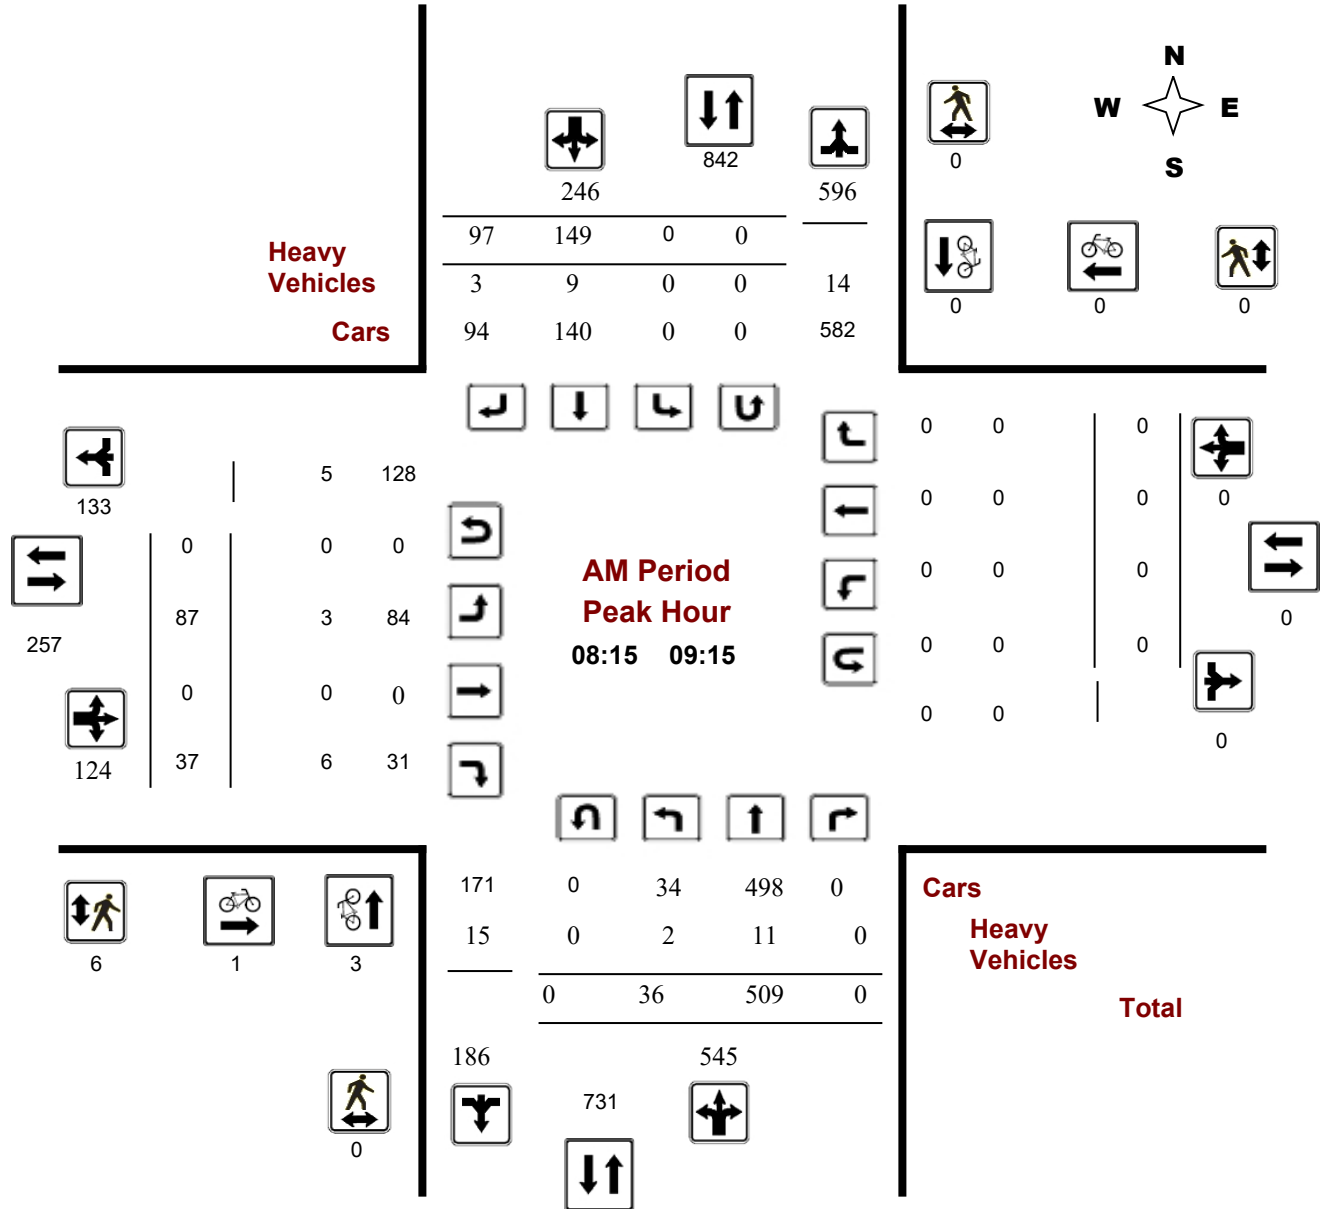 N
W E
S
842
0
246 596
97 149 0 0
Heavy
Vehicles
3 9 0 0 14
0 0 0
Cars
94 140 0 0 582
0 0 0
5 128
0 0 0 0
133
0 0 0
AM Period
0 0 0
Peak Hour
0
87 3 84
257
08:15 09:15
0 0 0
0 0 0
0 0
0
124
37 6 31
171 0 34 498 0
Cars
15 0 2 11 0
Heavy
Vehicles
6 1 3
0 36 509 0
Total
186 545
731
0